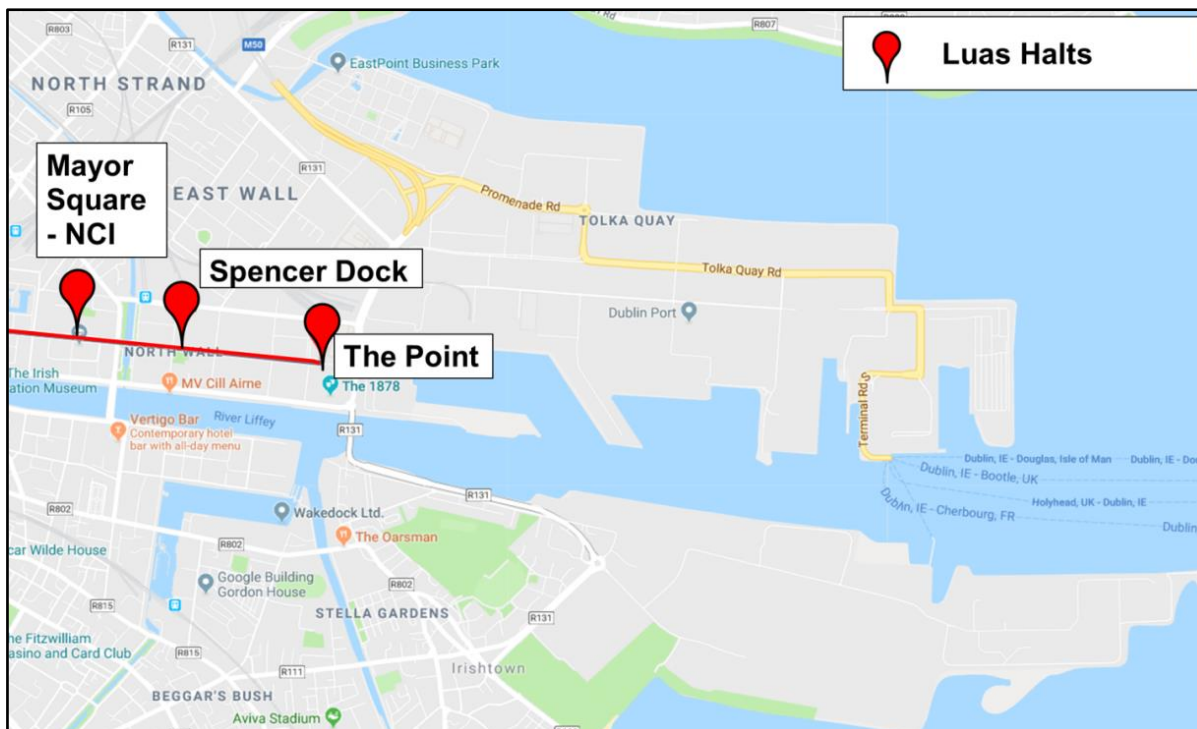 R803
R131
M50
Rd
R807
Luas Halts
EastPoint Business Park
NORTH STRAND
R105
R131
Mayor
Square
- NCI
EAST WALL
Promenade Rd
TOLKA QUAY
Spencer Dock
Tolka Quay Rd
Dublin Port
NORTH WALL
The Point
The Irish
ation Museum
MV Cill Airne
The 1878
Terminal Rd S
River Liffey
Vertigo Bar
Contemporary hotel
bar with all-day menu
R131
Dublin, IE - Douglas, Isle of Man
Dublin, IE - Dou
Dublin, IE - Bootle, UK
R131
Holyhead, UK - Dublin, IE
Dublin, IE - Cherbourg, FR
Dublin
R802
Wakedock Ltd.
The Oarsman
R802
car Wilde House
Google Building
Gordon House
R802
R815
STELLA GARDENS
R131
he Fitzwilliam
asino and Card Club
R815
R111
Irishtown
BEGGAR'S BUSH
Aviva Stadium